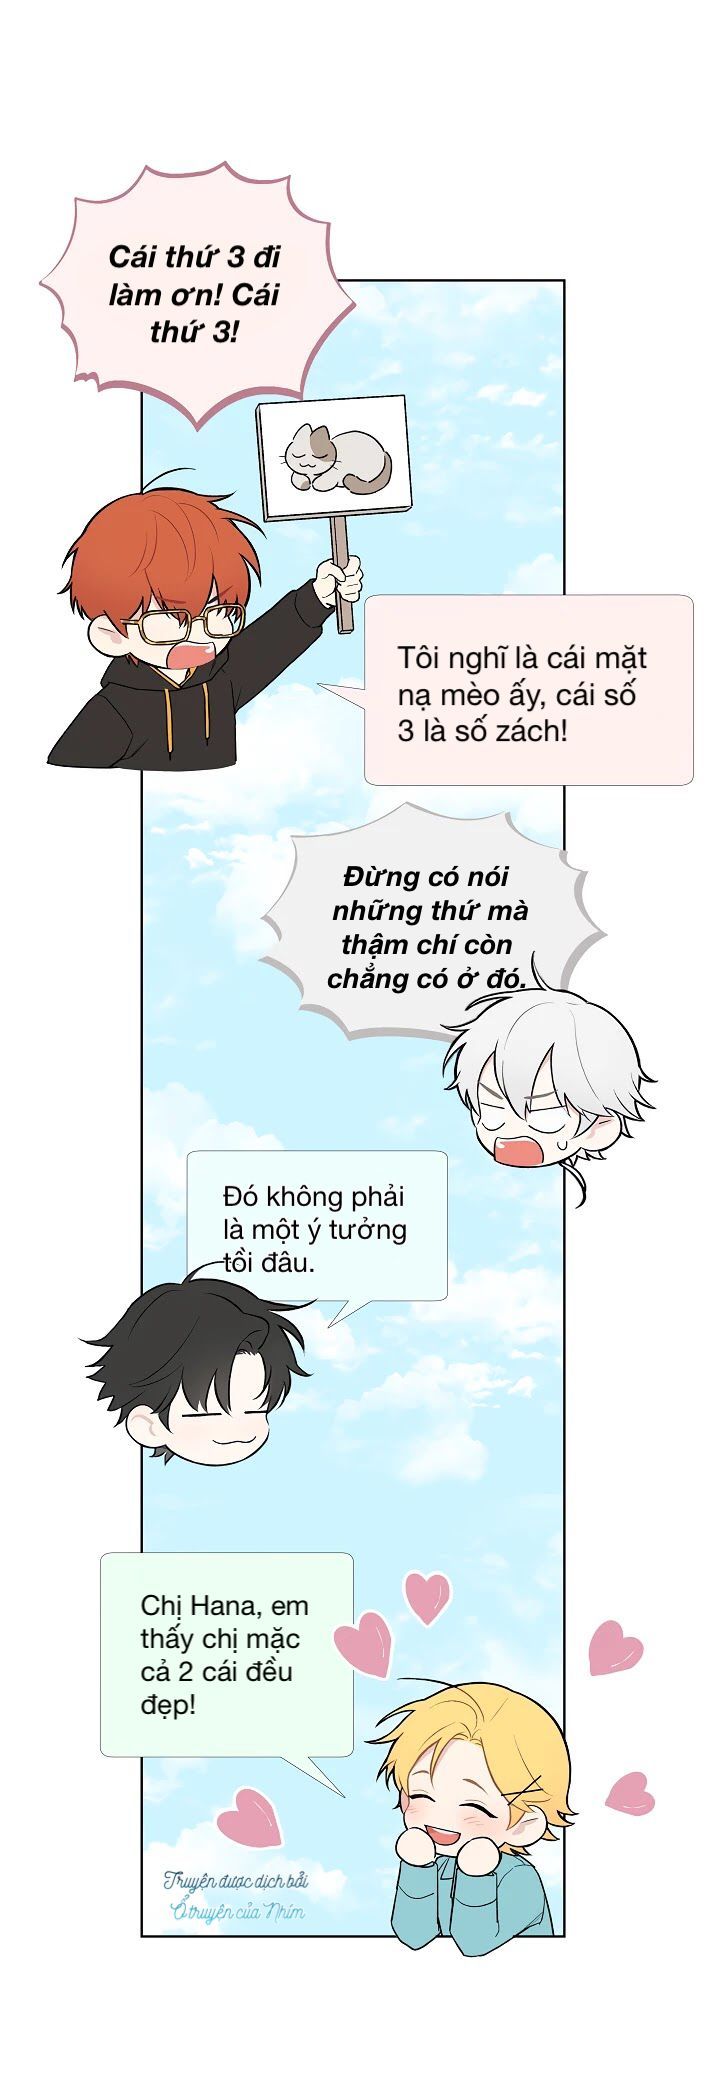 Cái thứ 3 đi
làm ơn! Cái
thứ 3!
Tôi nghĩ là cái mặt
nạ mèo ấy, cái số
3 là số zách!
Đừng có nói
những thứ mà
thậm chí còn
chẳng có ở đó.
Đó không phải
là một ý tưởng
tồi đâu.
Chị Hana, em
thấy chị mặc
cả 2 cái đều
đẹp!
Truyện được dịch bởi
Ổ truyện của Nhím